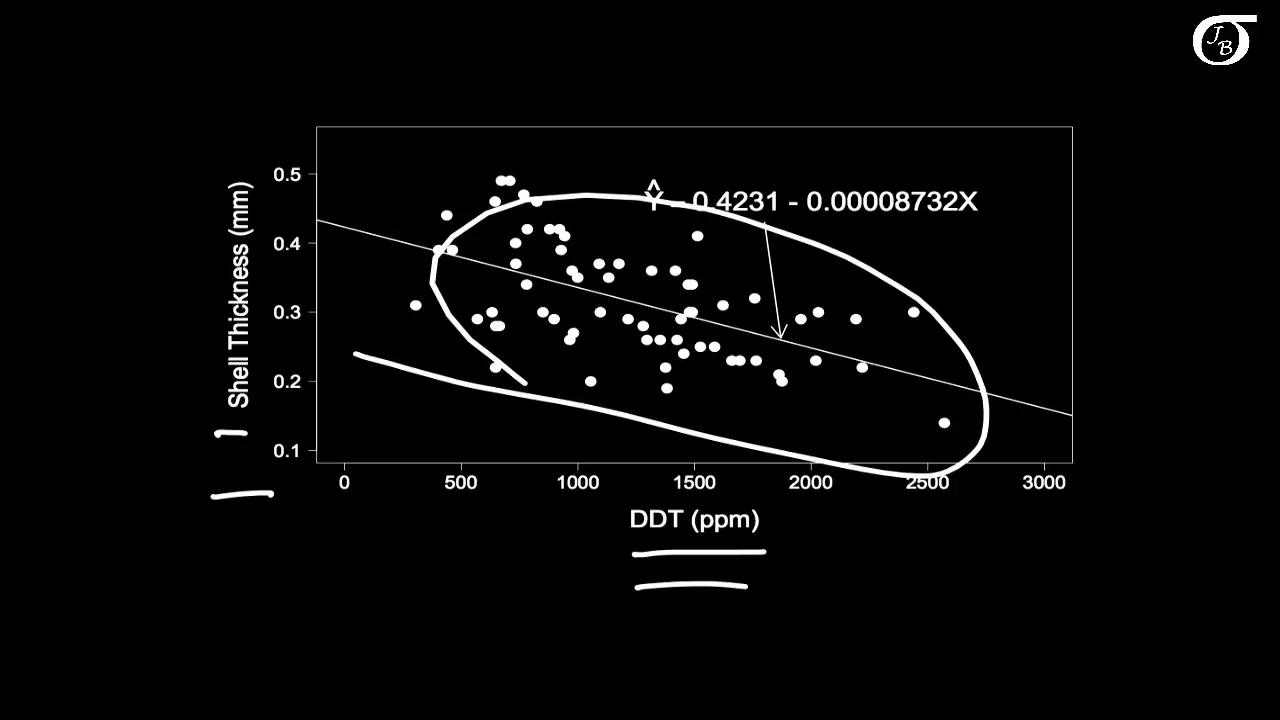 J
B
Ŷ = 0.4231 - 0.00008732X
0.5
0.4
0.3
0.2
0.1
Shell Thickness (mm)
0 500 1000 1500 2000 2500 3000
DDT (ppm)